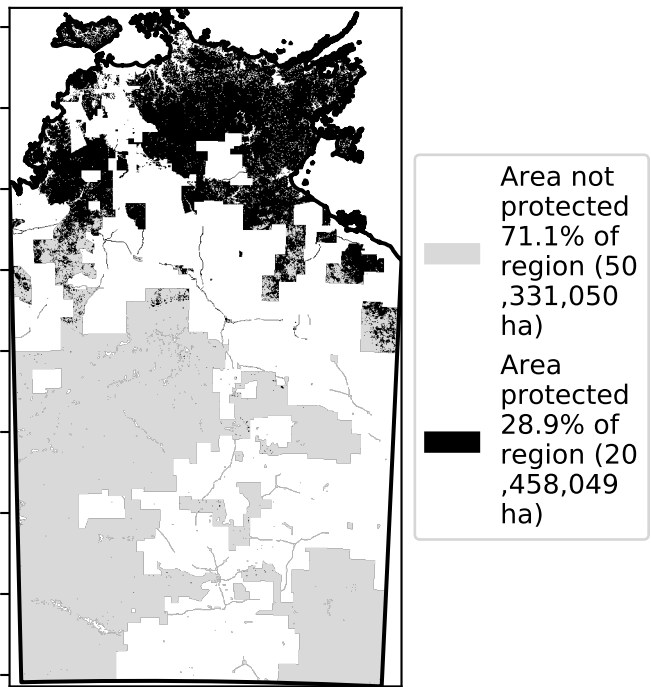 Area not
protected
71.1% of
region (50
,331,050
ha)
Area
protected
28.9% of
region (20
,458,049
ha)